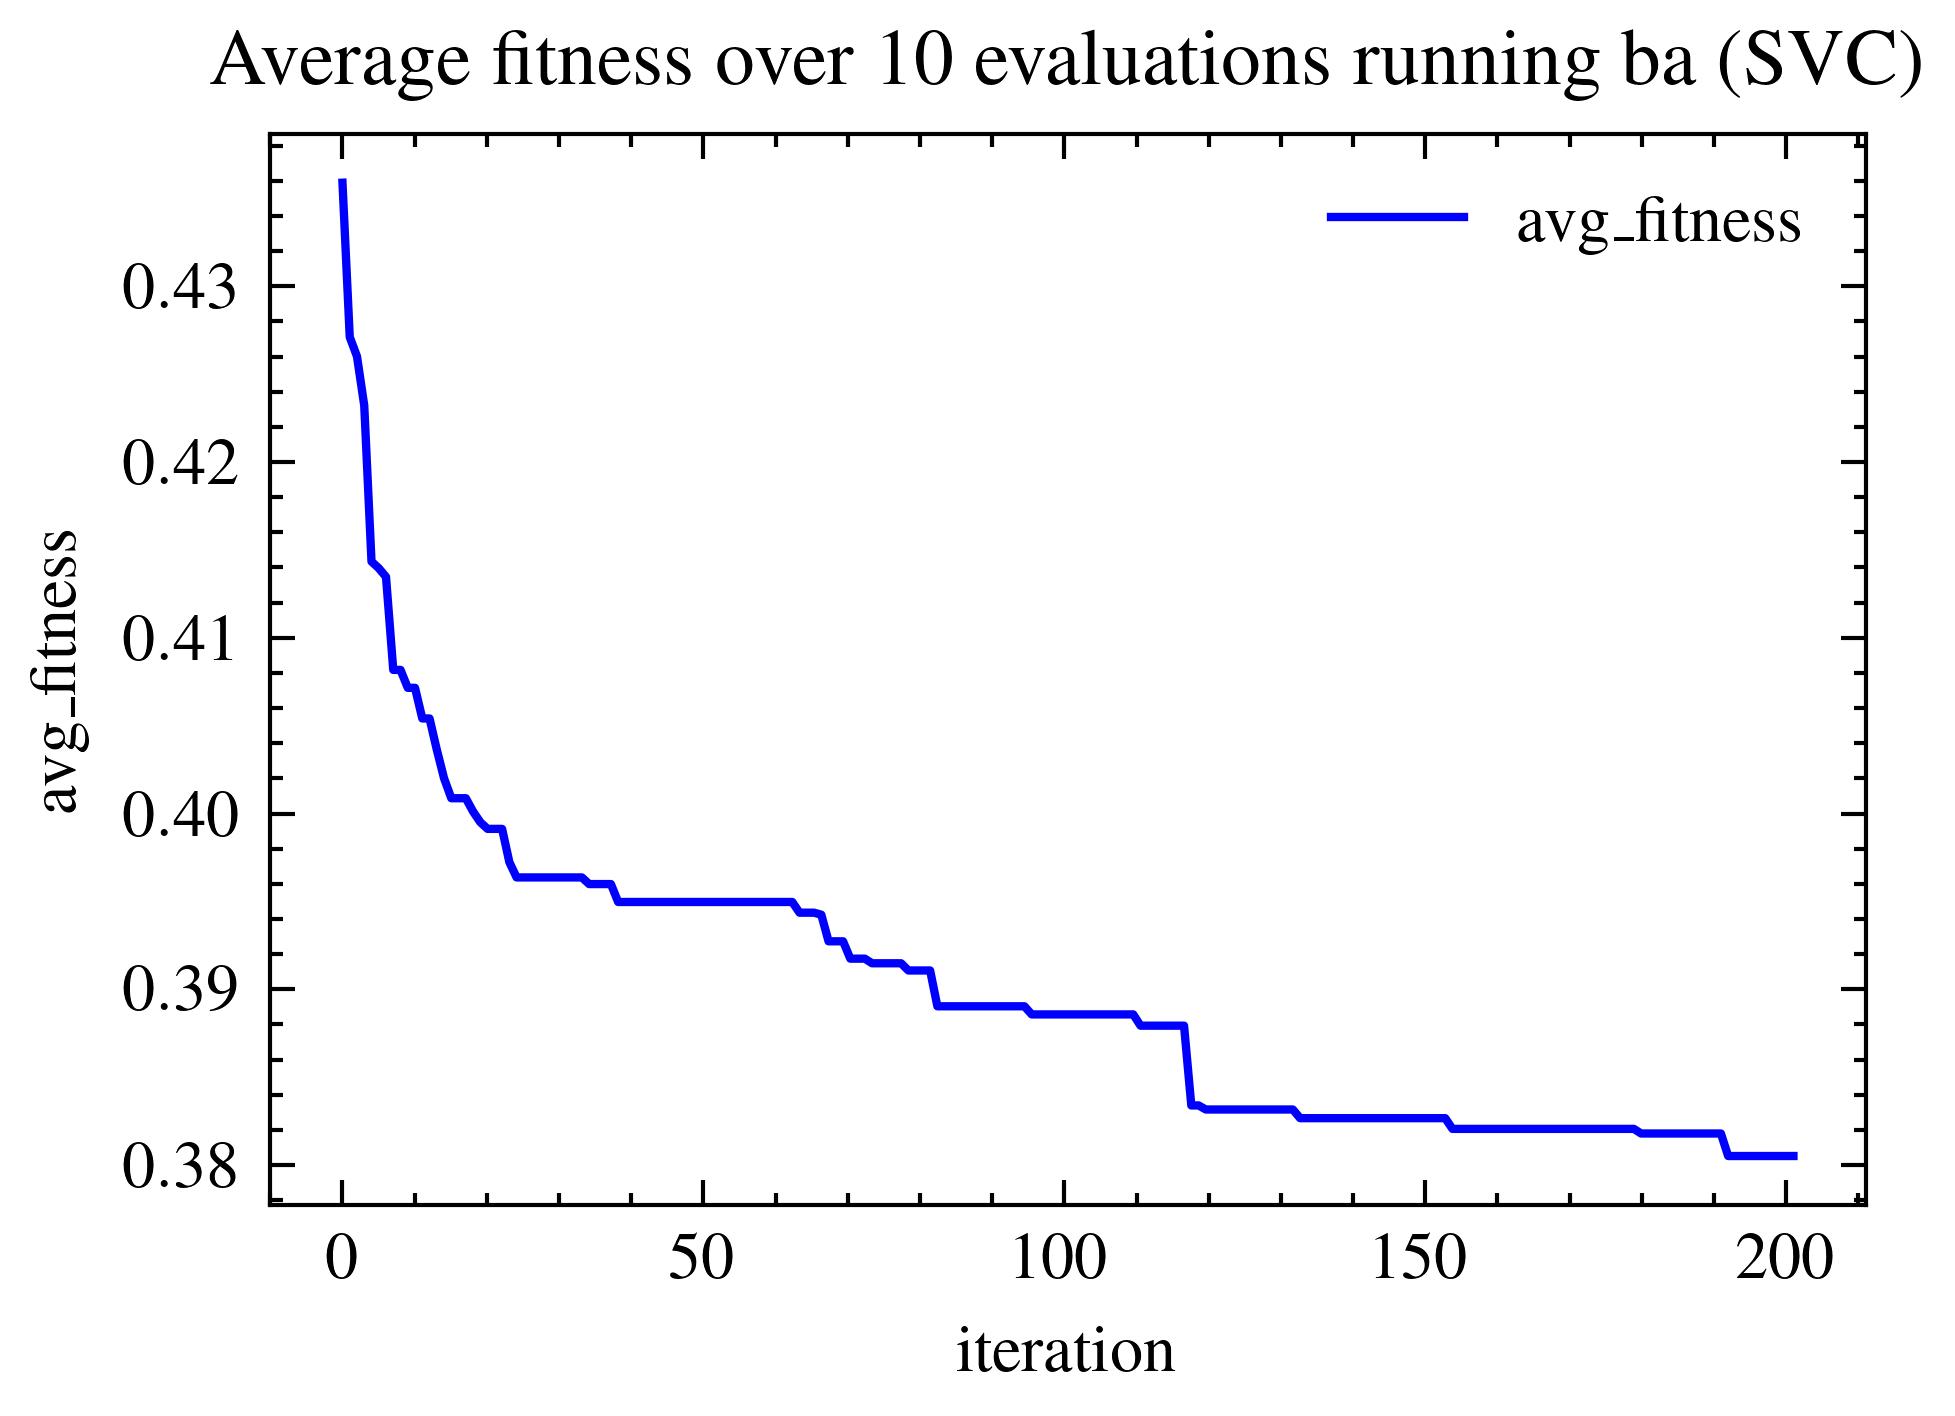 Average fitness over 10 evaluations running ba (SVC)
avg_fitness
0.43
0.42
0.41
0.40
0.39
0.38
avg_fitness
0 50 100 150 200
iteration